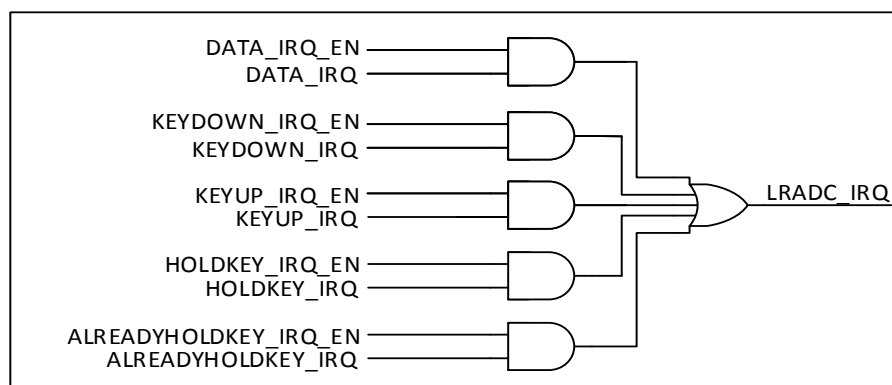 DATA_IRQ_EN
DATA_IRQ
KEYDOWN_IRQ_EN
KEYDOWN_IRQ
KEYUP_IRQ_EN
KEYUP_IRQ
LRADC_IRQ
HOLDKEY_IRQ_EN
HOLDKEY_IRQ
ALREADYHOLDKEY_IRQ_EN
ALREADYHOLDKEY_IRQ